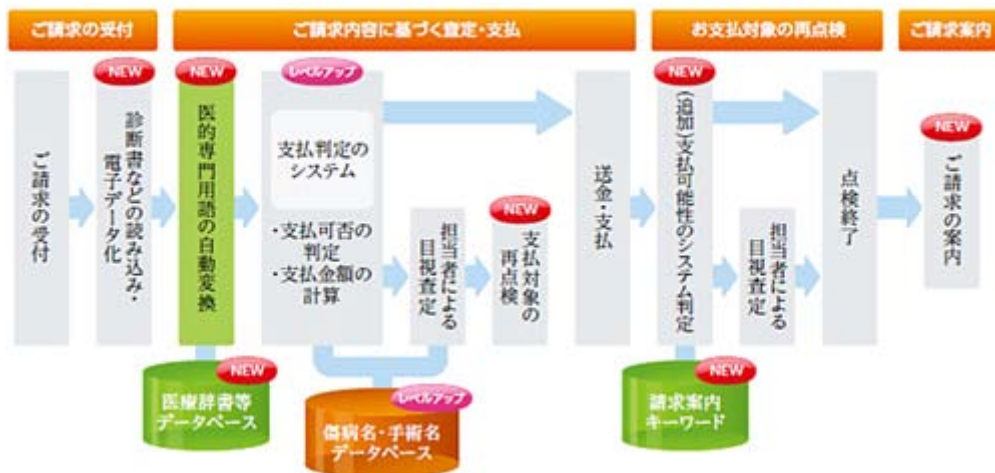 ご請求の受付
ご請求内容に基づく査定・支払
お支払対象の再点検
ご請求案内
ご請求の受付
NEW
診断書などの読み込み・
電子データ化
NEW
医的専門用語の自動変換
レベルアップ
支払判定の
システム
・支払可否の
判定
・支払金額の
計算
担当者による
目視査定
NEW
支払対象の
再点検
送金・支払
NEW
(追加)支払可能性のシステム判定
担当者による
目視査定
点検終了
NEW
ご請求の案内
NEW
医療辞書等
データベース
レベルアップ
傷病名・手術名
データベース
NEW
請求案内
キーワード